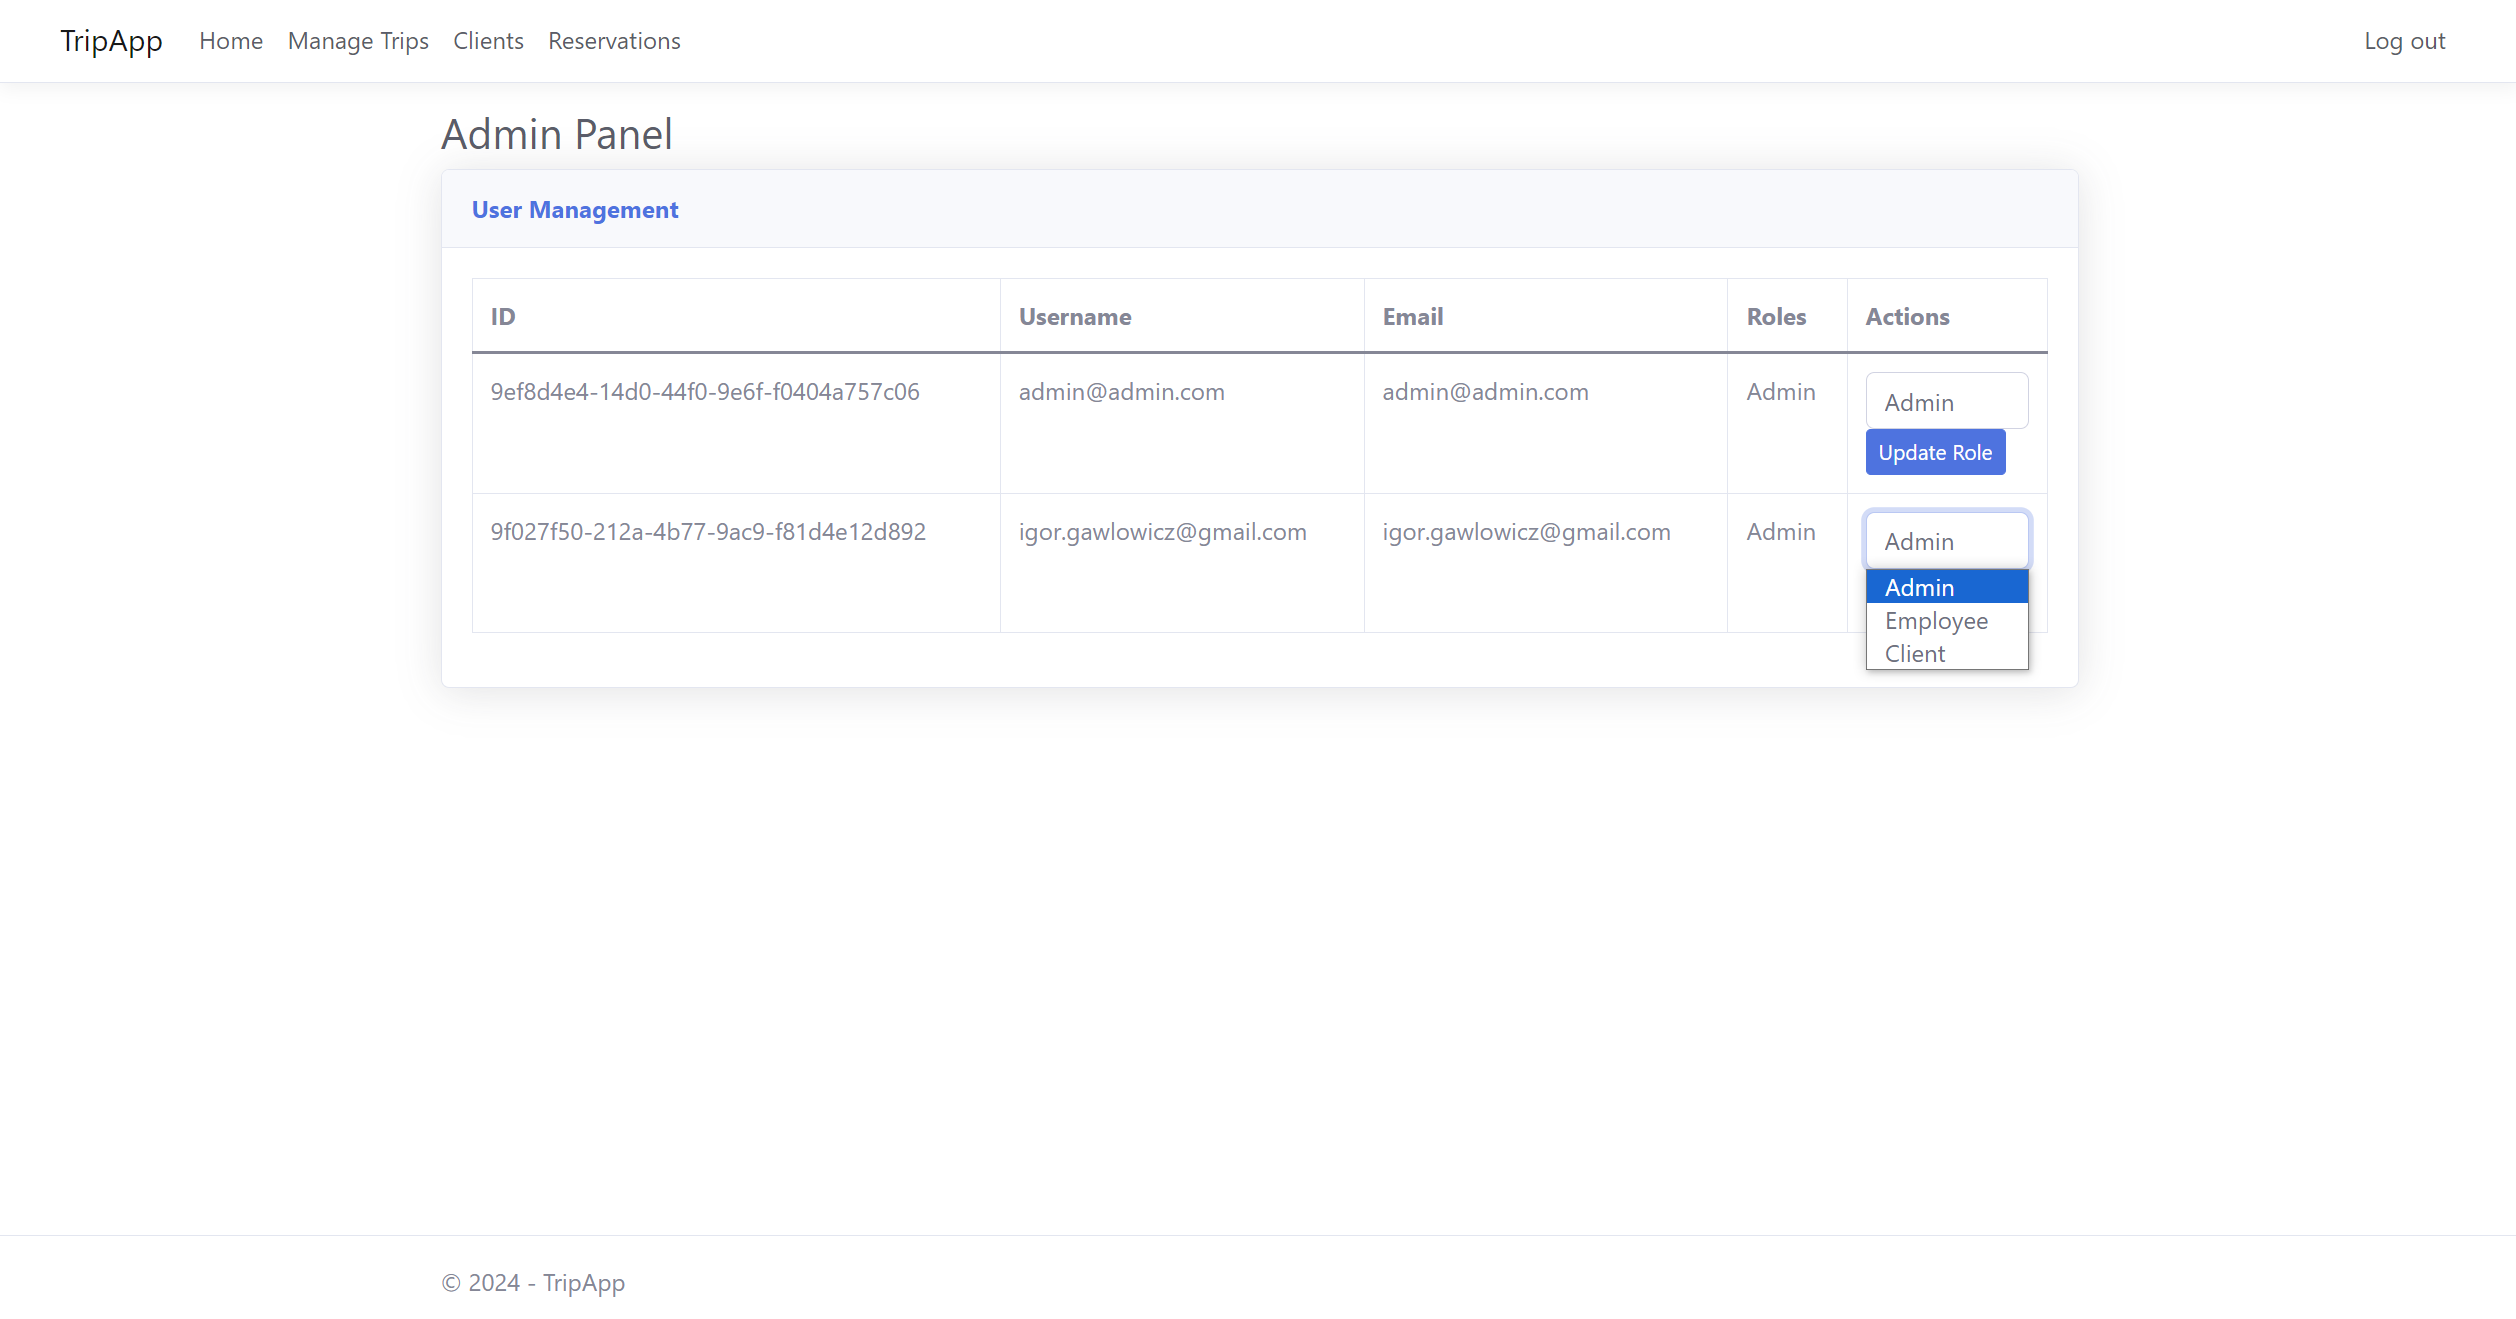 TripApp Home Manage Trips Clients Reservations Log out
Admin Panel
User Management
ID Username Email Roles Actions
9ef8d4e4-14d0-44f0-9e6f-f0404a757c06 admin@admin.com admin@admin.com Admin Admin
Update Role
9f027f50-212a-4b77-9ac9-f81d4e12d892 igor.gawlowicz@gmail.com igor.gawlowicz@gmail.com Admin Admin
Admin
Employee
Client
© 2024 - TripApp